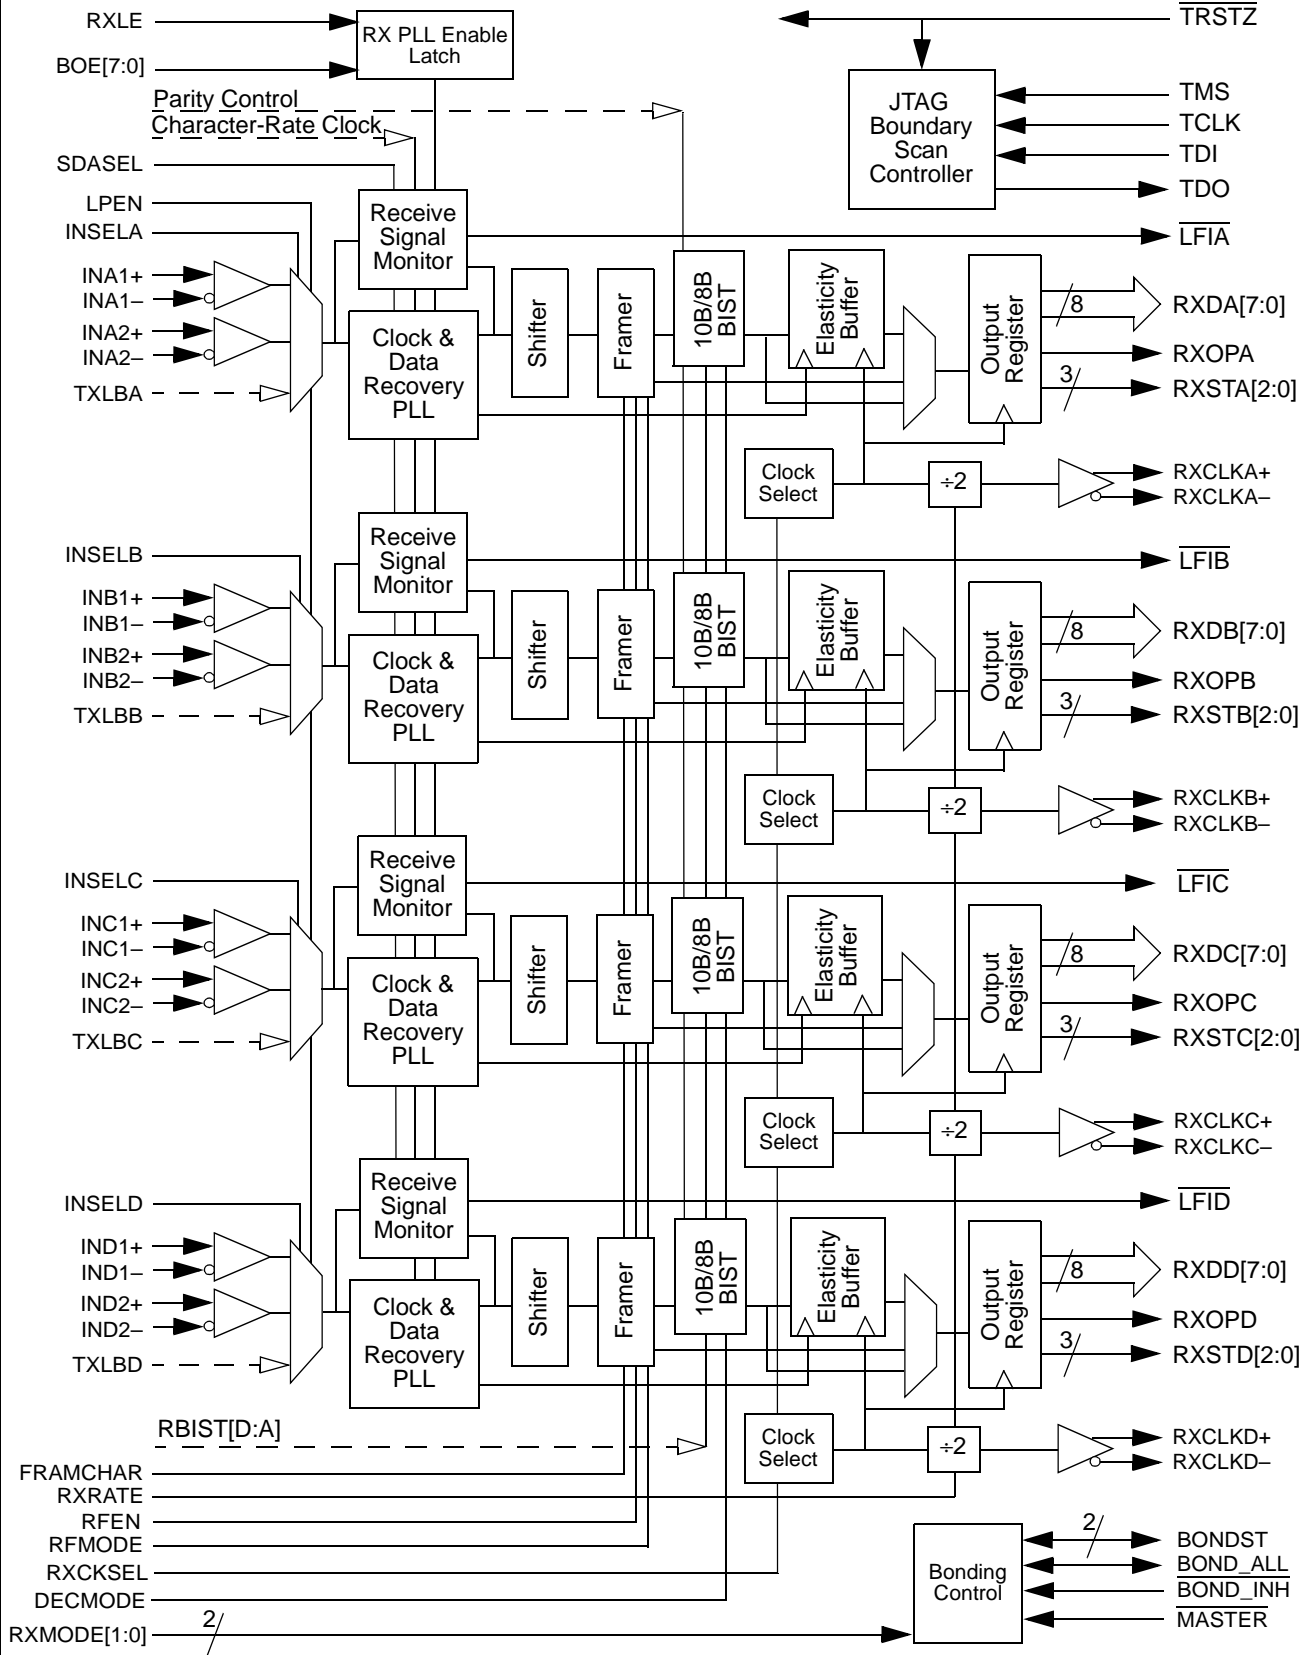 RXLE
BOE[7:0]
RX PLL Enable
Latch
TRSTZ
JTAG
Boundary
Scan
Controller
TMS
TCLK
TDI
TDO
Parity Control
Character-Rate Clock
SDASEL
LPEN
INSELA
INA1+
INA1–
INA2+
INA2–
TXLBA
Receive
Signal
Monitor
Clock &
Data
Recovery
PLL
Shifter
Framer
10B/8B
BIST
Elasticity
Buffer
Output
Register
LFIA
8
RXDA[7:0]
RXOPA
3
RXSTA[2:0]
Clock
Select
÷2
RXCLKA+
RXCLKA–
INSELB
INB1+
INB1–
INB2+
INB2–
TXLBB
Receive
Signal
Monitor
Clock &
Data
Recovery
PLL
Shifter
Framer
10B/8B
BIST
Elasticity
Buffer
Output
Register
LFIB
8
RXDB[7:0]
RXOPB
3
RXSTB[2:0]
Clock
Select
÷2
RXCLKB+
RXCLKB–
INSELC
INC1+
INC1–
INC2+
INC2–
TXLBC
Receive
Signal
Monitor
Clock &
Data
Recovery
PLL
Shifter
Framer
10B/8B
BIST
Elasticity
Buffer
Output
Register
LFIC
8
RXDC[7:0]
RXOPC
3
RXSTC[2:0]
Clock
Select
÷2
RXCLKC+
RXCLKC–
INSELD
IND1+
IND1–
IND2+
IND2–
TXLBD
Receive
Signal
Monitor
Clock &
Data
Recovery
PLL
Shifter
Framer
10B/8B
BIST
Elasticity
Buffer
Output
Register
LFID
8
RXDD[7:0]
RXOPD
3
RXSTD[2:0]
Clock
Select
÷2
RXCLKD+
RXCLKD–
RBIST[D:A]
FRAMCHAR
RXRATE
RFEN
RFMODE
RXCKSEL
DECMODE
RXMODE[1:0]
2
Bonding
Control
2
BONDST
BOND_ALL
BOND_INH
MASTER